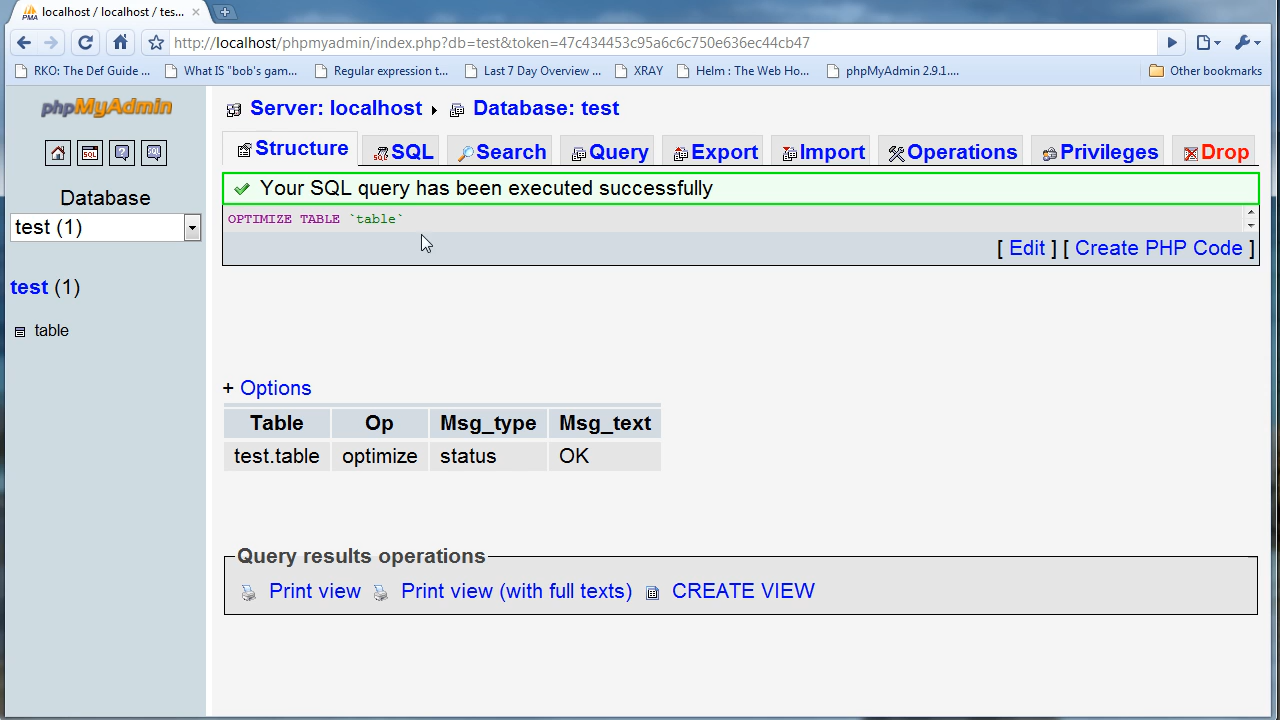 localhost / localhost / tes...
http://localhost/phpmyadmin/index.php?db=test&token=47c434453c95a6c6c750e636ec44cb47
RKO: The Def Guide ... What IS "bob's gam... Regular expression t... Last 7 Day Overview ... XRAY Helm : The Web Ho... phpMyAdmin 2.9.1.... Other bookmarks
phpMyAdmin
SQL
Database
test (1)
test (1)
table
Server: localhost Database: test
Structure SQL Search Query Export Import Operations Privileges Drop
Your SQL query has been executed successfully
OPTIMIZE TABLE `table`
[ Edit ] [ Create PHP Code ]
+ Options
Table Op Msg_type Msg_text
test.table optimize status OK
Query results operations
Print view Print view (with full texts) CREATE VIEW